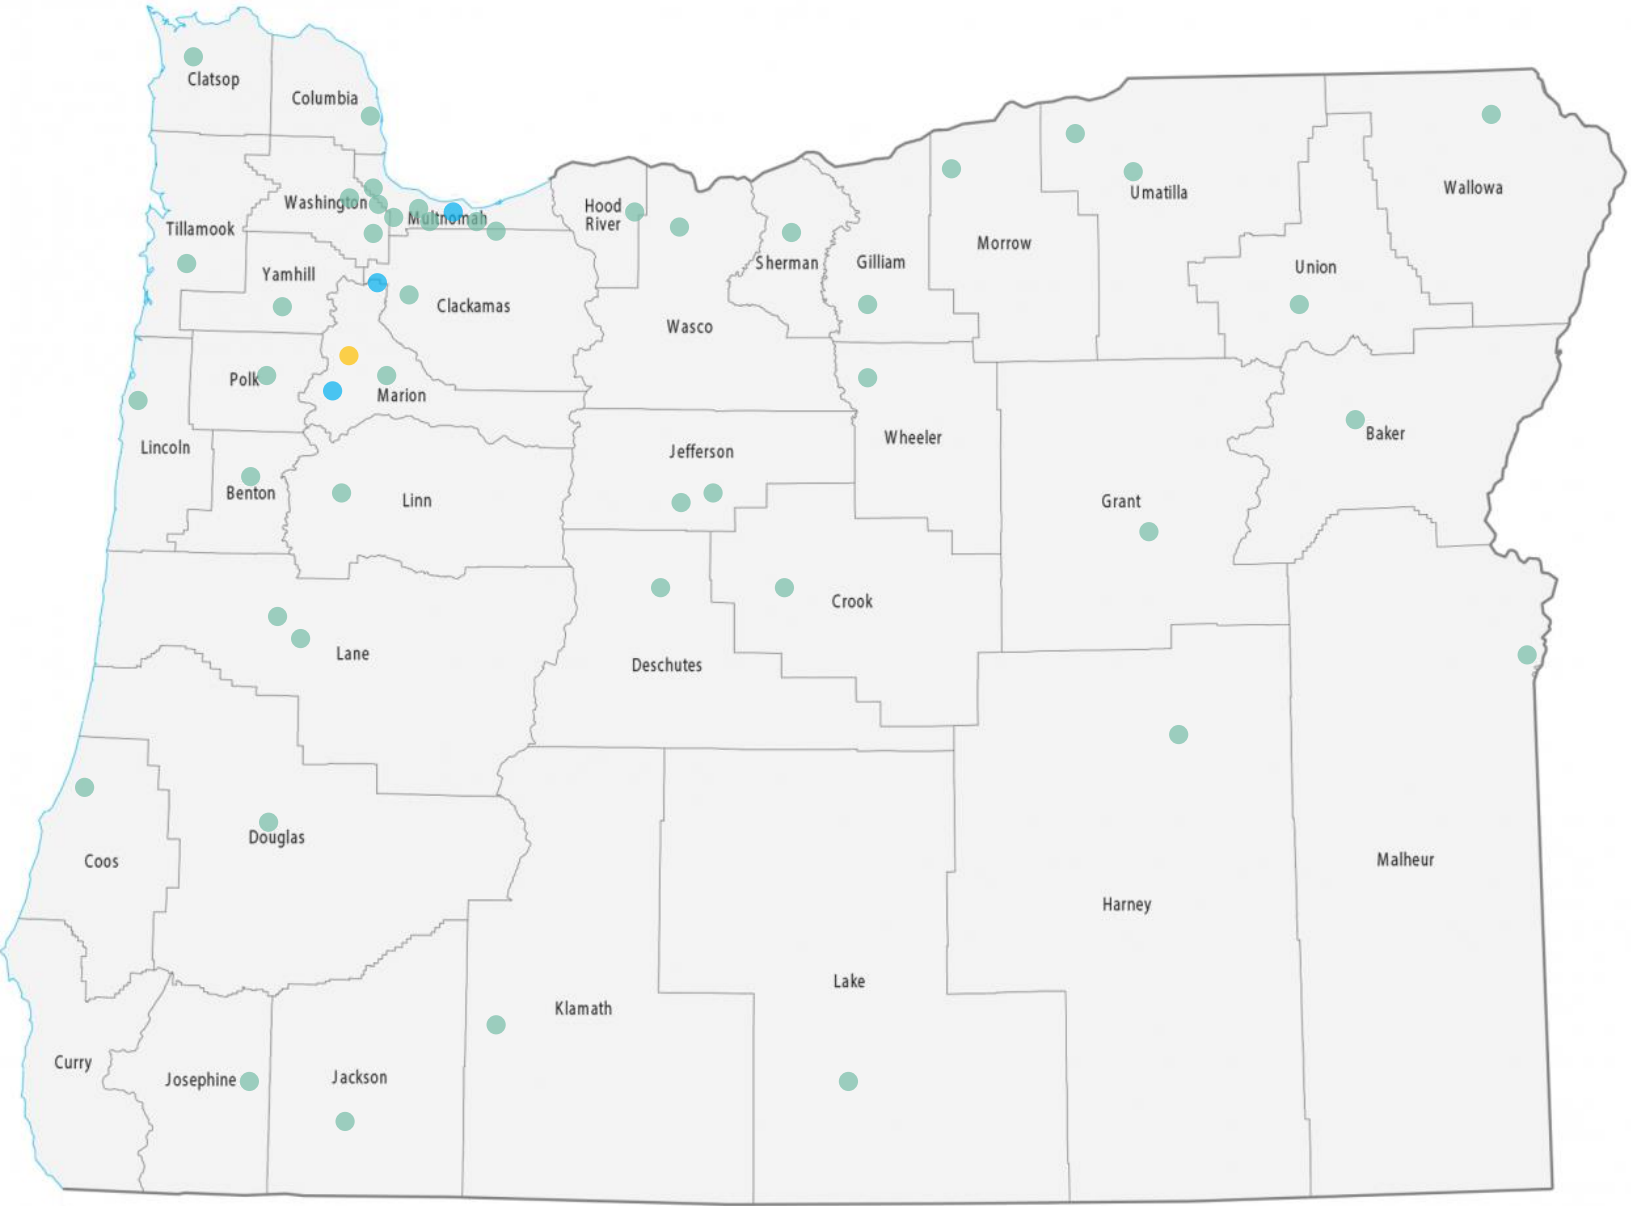 Clatsop
Columbia
Washington
Multnomah
Hood
River
Tillamook
Yamhill
Clackamas
Wasco
Sherman
Gilliam
Morrow
Umatilla
Union
Wallowa
Polk
Marion
Lincoln
Benton
Linn
Jefferson
Wheeler
Grant
Baker
Lane
Deschutes
Crook
Coos
Douglas
Malheur
Harney
Lake
Klamath
Curry
Josephine
Jackson